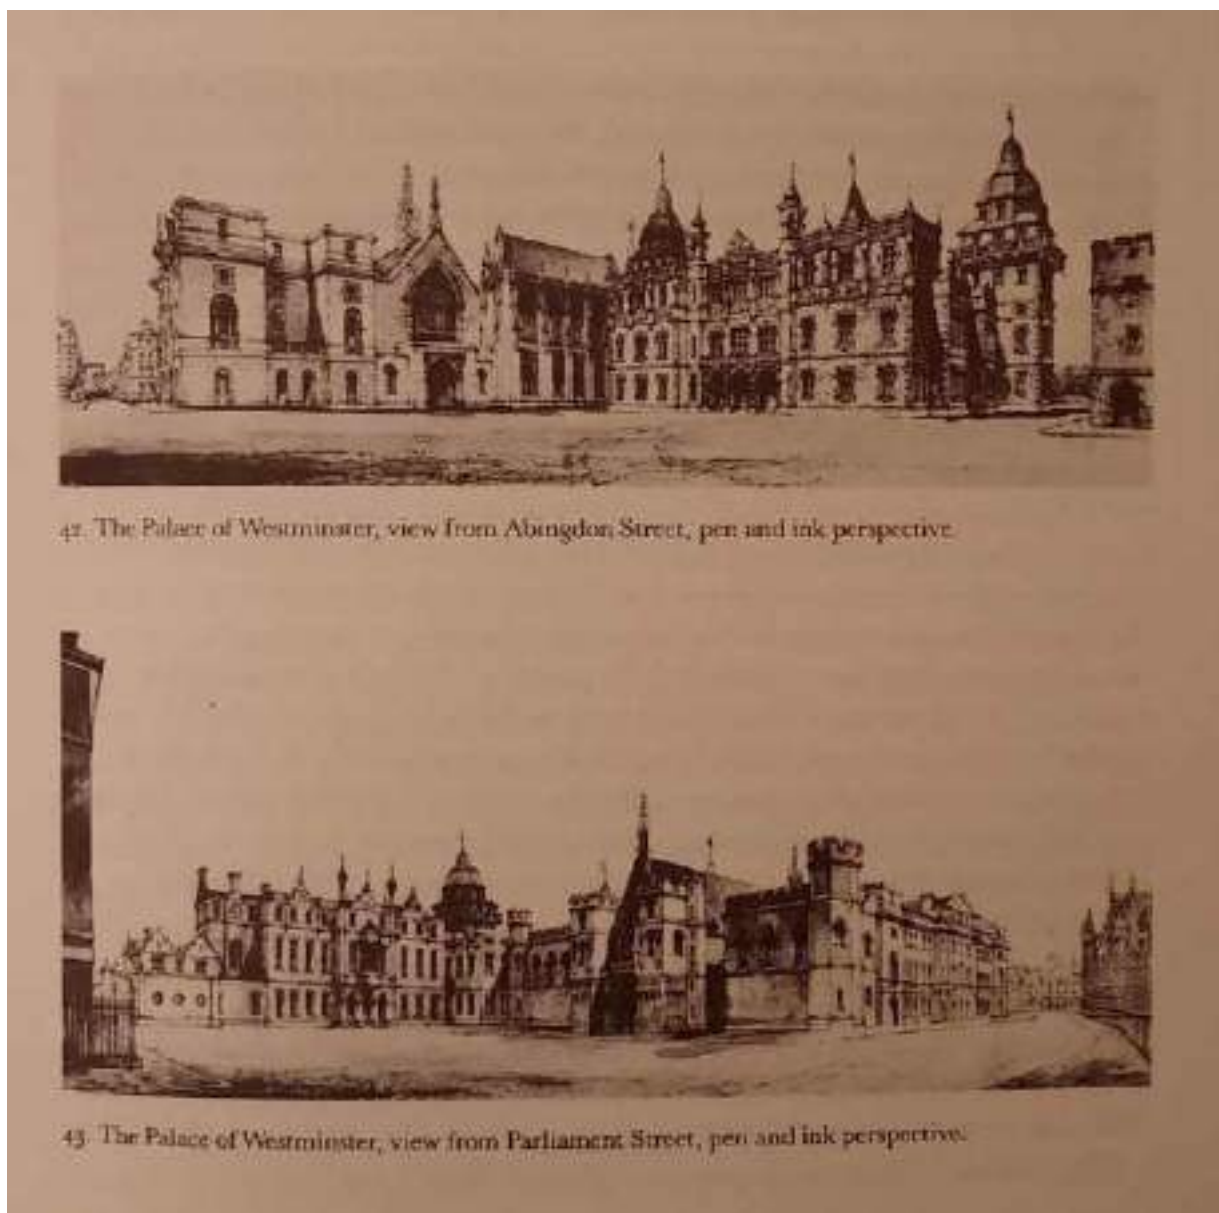 42. The Palace of Westminster, view from Abingdon Street, pen and ink perspective.
43. The Palace of Westminster, view from Parliament Street, pen and ink perspective.